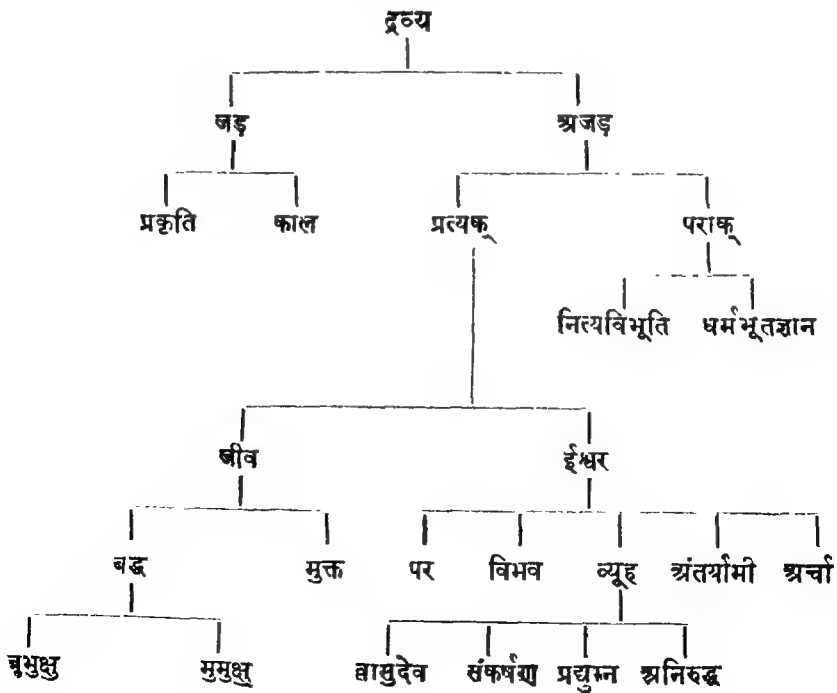 द्रव्य
जड़ अजड़
प्रकृति काल प्रत्यक् पराक्
नित्यविभूति धर्मभूतज्ञान
जीव ईश्वर
बद्ध मुक्त पर विभव व्यूह अंतर्यामी अर्चा
बुभुक्षु मुमुक्षु वासुदेव संकर्षण प्रद्युम्न अनिरुद्ध